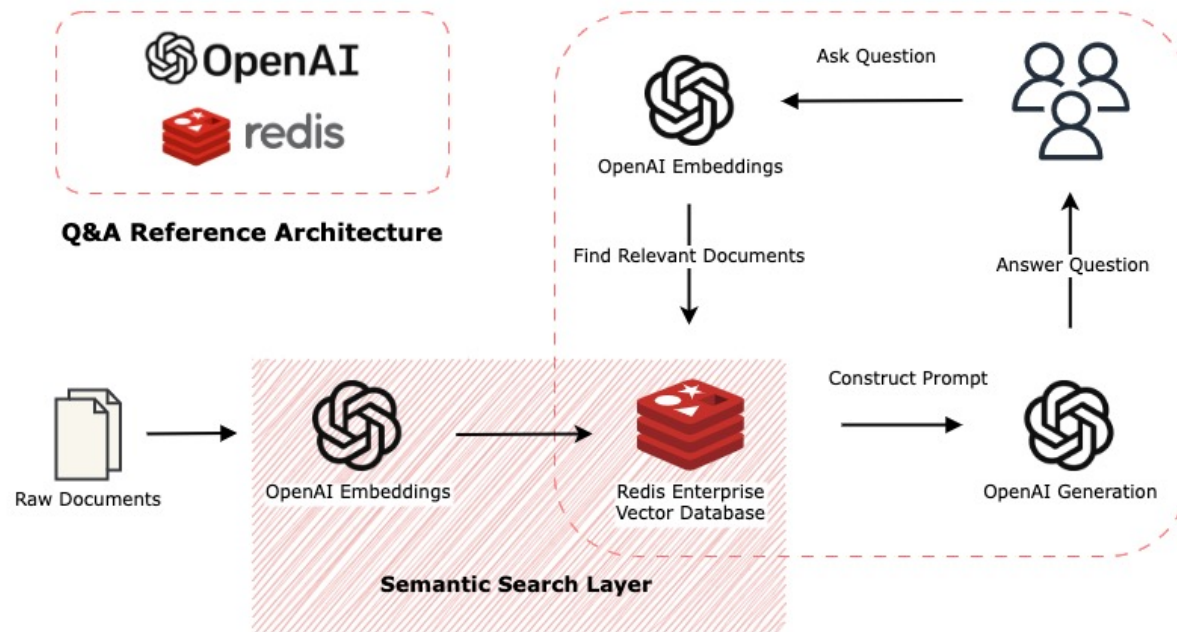 OpenAI
redis
Q&A Reference Architecture
Ask Question
OpenAI Embeddings
Find Relevant Documents
Answer Question
Construct Prompt
Raw Documents
OpenAI Embeddings
Redis Enterprise
Vector Database
OpenAI Generation
Semantic Search Layer